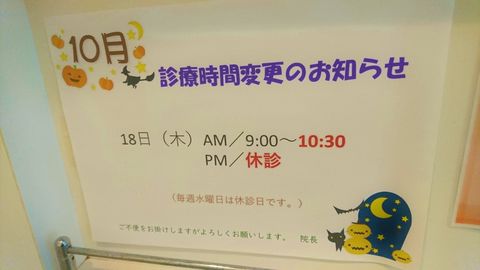 10月
診療時間変更のお知らせ
18日（木）AM／9:00～10:30
PM／休診
（毎週水曜日は休診日です。）
ご不便をお掛けしますがよろしくお願いします。　院長